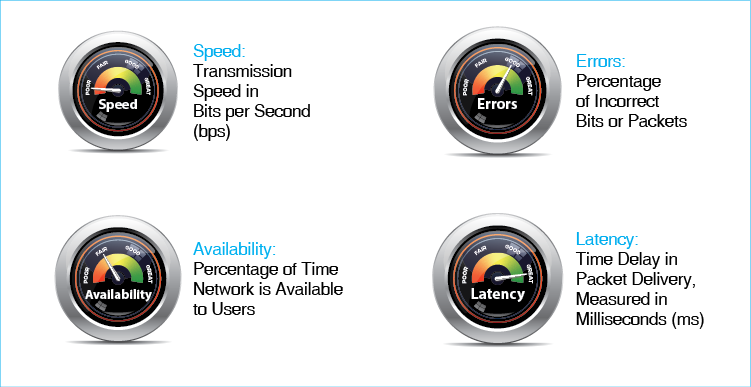 POOR
FAIR
GOOD
GREAT
Speed
Speed:
Transmission
Speed in
Bits per Second
(bps)
POOR
FAIR
GOOD
GREAT
Errors
Errors:
Percentage
of Incorrect
Bits or Packets
POOR
FAIR
GOOD
GREAT
Availability
Availability:
Percentage of Time
Network is Available
to Users
POOR
FAIR
GOOD
GREAT
Latency
Latency:
Time Delay in
Packet Delivery,
Measured in
Milliseconds (ms)